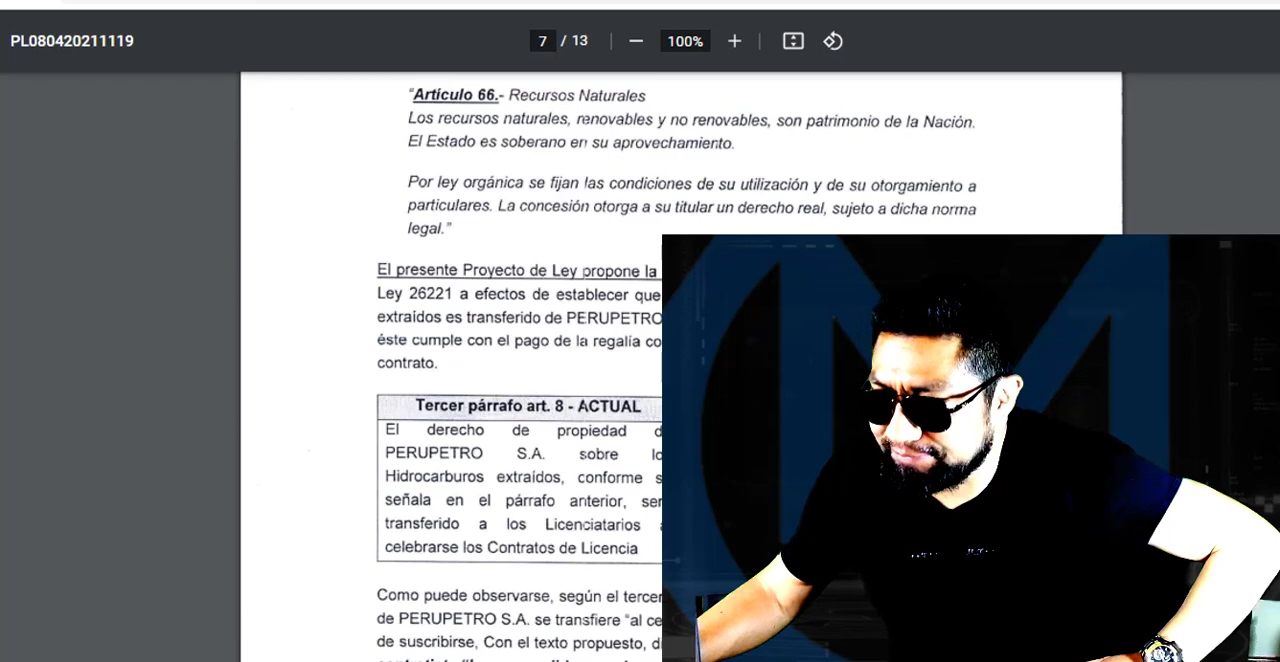 PL080420211119
7 / 13
100%
“Artículo 66.- Recursos Naturales
Los recursos naturales, renovables y no renovables, son patrimonio de la Nación.
El Estado es soberano en su aprovechamiento.
Por ley orgánica se fijan las condiciones de su utilización y de su otorgamiento a
particulares. La concesión otorga a su titular un derecho real, sujeto a dicha norma
legal.”
El presente Proyecto de Ley propone la
Ley 26221 a efectos de establecer que
extraídos es transferido de PERUPETRO
éste cumple con el pago de la regalía co
contrato.
Tercer párrafo art. 8 - ACTUAL
El derecho de propiedad d
PERUPETRO S.A. sobre lo
Hidrocarburos extraídos, conforme s
señala en el párrafo anterior, ser
transferido a los Licenciatarios a
celebrarse los Contratos de Licencia
Como puede observarse, según el tercer
de PERUPETRO S.A. se transfiere “al ce
de suscribirse, Con el texto propuesto, di